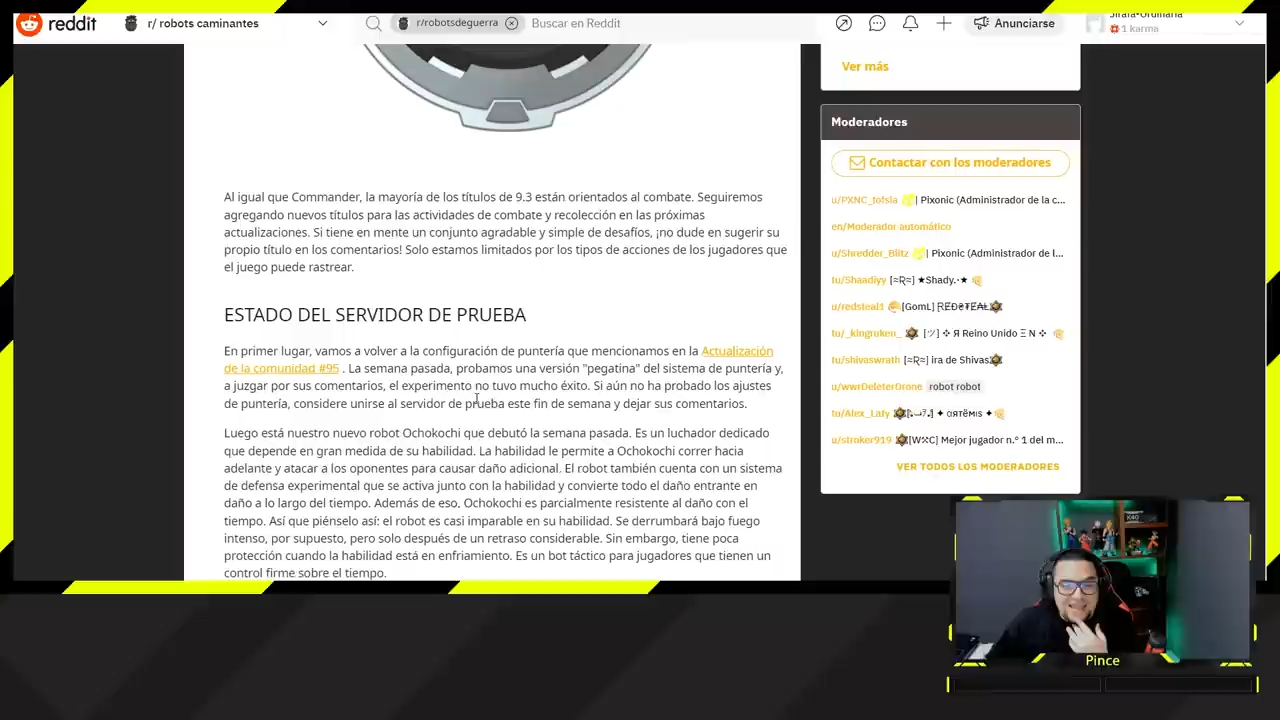 reddit
r/ robots caminantes
r/robotsdeguerra
Buscar en Reddit
Anunciarse
1 karma
Al igual que Commander, la mayoría de los títulos de 9.3 están orientados al combate. Seguiremos
agregando nuevos títulos para las actividades de combate y recolección en las próximas
actualizaciones. Si tiene en mente un conjunto agradable y simple de desafíos, ¡no dude en sugerir su
propio título en los comentarios! Solo estamos limitados por los tipos de acciones de los jugadores que
el juego puede rastrear.
ESTADO DEL SERVIDOR DE PRUEBA
En primer lugar, vamos a volver a la configuración de puntería que mencionamos en la Actualización
de la comunidad #95 . La semana pasada, probamos una versión "pegatina" del sistema de puntería y,
a juzgar por sus comentarios, el experimento no tuvo mucho éxito. Si aún no ha probado los ajustes
de puntería, considere unirse al servidor de prueba este fin de semana y dejar sus comentarios.
Luego está nuestro nuevo robot Ochokochi que debutó la semana pasada. Es un luchador dedicado
que depende en gran medida de su habilidad. La habilidad le permite a Ochokochi correr hacia
adelante y atacar a los oponentes para causar daño adicional. El robot también cuenta con un sistema
de defensa experimental que se activa junto con la habilidad y convierte todo el daño entrante en
daño a lo largo del tiempo. Además de eso, Ochokochi es parcialmente resistente al daño con el
tiempo. Así que piénselo así: el robot es casi imparable en su habilidad. Se derrumbará bajo fuego
intenso, por supuesto, pero solo después de un retraso considerable. Sin embargo, tiene poca
protección cuando la habilidad está en enfriamiento. Es un bot táctico para jugadores que tienen un
control firme sobre el tiempo.
Ver más
Moderadores
Contactar con los moderadores
u/PXNC_tofsla | Pixonic (Administrador de la c...
en/Moderador automático
u/Shredder_Blitz | Pixonic (Administrador de l...
tu/Shaadiyy [≈Ʀ≈] ★Shady.·★
tu/redsteal1 [GomL]
tu/_kingruken_ Reino Unido
tu/shivaswrath [≈Ʀ≈] ira de Shivas
u/wwrDeleterDrone robot robot
tu/Alex_Laty
u/stroker919 Mejor jugador n.º 1 del m...
VER TODOS LOS MODERADORES
Pince